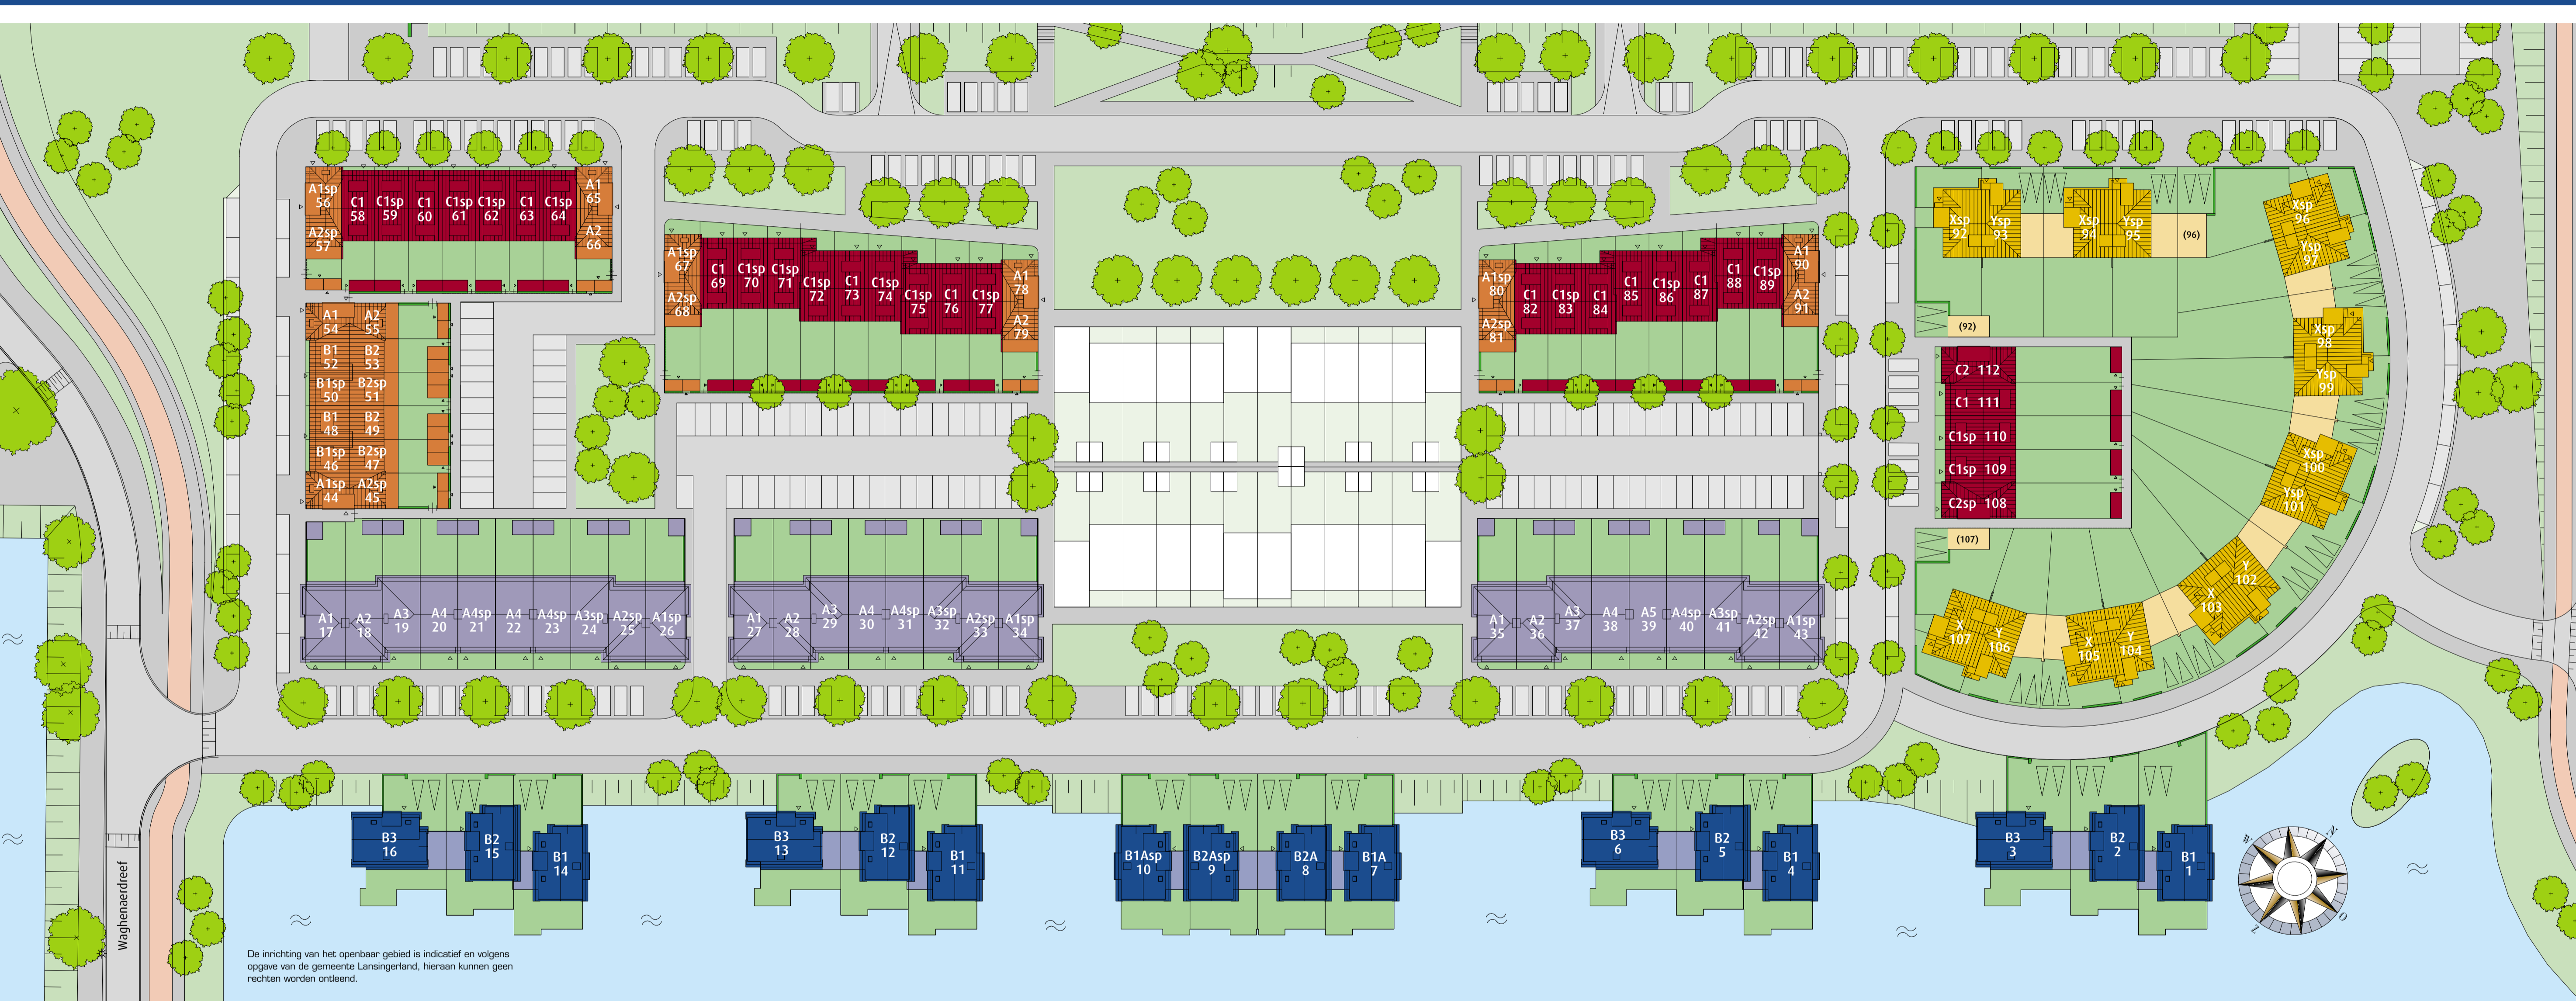 A1sp
56
A2sp
57
C1
58
C1sp
59
C1
60
C1sp
61
C1sp
62
C1
63
C1sp
64
A1
65
A2
66
A1sp
67
A2sp
68
C1
69
C1sp
70
C1sp
71
C1sp
72
C1
73
C1sp
74
C1sp
75
C1
76
C1sp
77
A1
78
A2
79
A1sp
80
A2sp
81
C1
82
C1sp
83
C1
84
C1
85
C1sp
86
C1
87
C1
88
C1sp
89
A1
90
A2
91
Xsp
92
Ysp
93
Xsp
94
Ysp
95
(96)
Xsp
96
Ysp
97
Xsp
98
Ysp
99
Xsp
100
Ysp
101
Y
102
X
103
Y
104
X
105
Y
106
X
107
(92)
(107)
C2 112
C1 111
C1sp 110
C1sp 109
C2sp 108
A1
54
A2
55
B1
52
B2
53
B1sp
50
B2sp
51
B1
48
B2
49
B1sp
46
B2sp
47
A1sp
44
A2sp
45
A1
17
A2
18
A3
19
A4
20
A4sp
21
A4
22
A4sp
23
A3sp
24
A2sp
25
A1sp
26
A1
27
A2
28
A3
29
A4
30
A4sp
31
A3sp
32
A2sp
33
A1sp
34
A1
35
A2
36
A3
37
A4
38
A5
39
A4sp
40
A3sp
41
A2sp
42
A1sp
43
B3
16
B2
15
B1
14
B3
13
B2
12
B1
11
B1Asp
10
B2Asp
9
B2A
8
B1A
7
B3
6
B2
5
B1
4
B3
3
B2
2
B1
1
W
N
Z
O
Waghenaerdreef
De inrichting van het openbaar gebied is indicatief en volgens
opgave van de gemeente Lansingerland, hieraan kunnen geen
rechten worden ontleend.